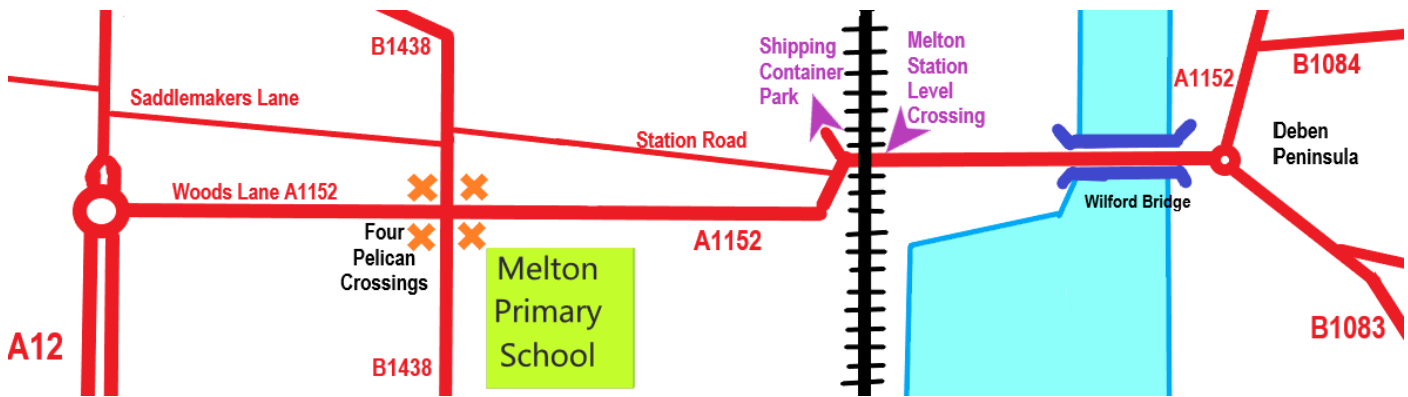 B1438
Saddlemakers Lane
Woods Lane A1152
Four
Pelican
Crossings
A12
B1438
Melton
Primary
School
Station Road
A1152
Shipping
Container
Park
Melton
Station
Level
Crossing
Wilford Bridge
A1152
B1084
Deben
Peninsula
B1083